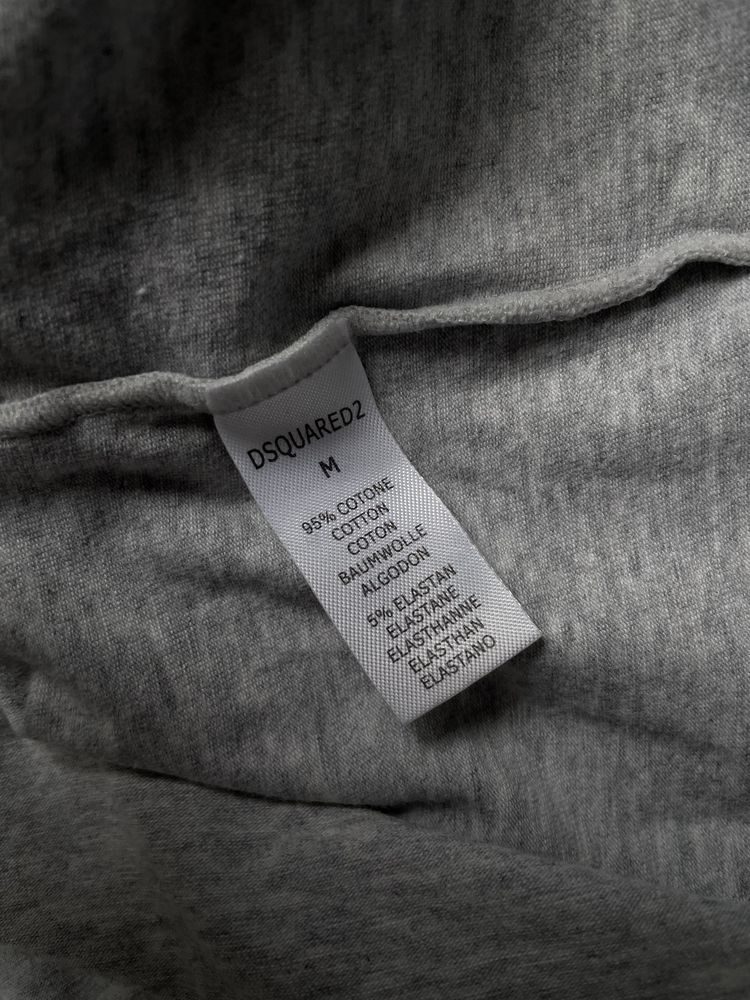 DSQUARED2
M
95% COTONE
COTTON
COTON
BAUMWOLLE
ALGODON
5% ELASTAN
ELASTANE
ELASTHANNE
ELASTHAN
ELASTANO